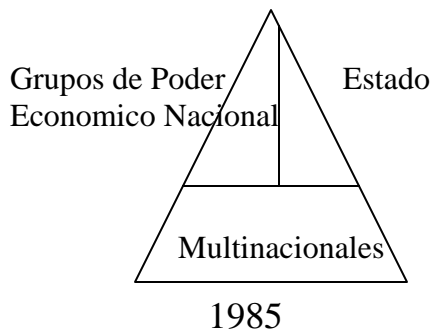 Grupos de Poder
Economico Nacional
Estado
Multinacionales
1985